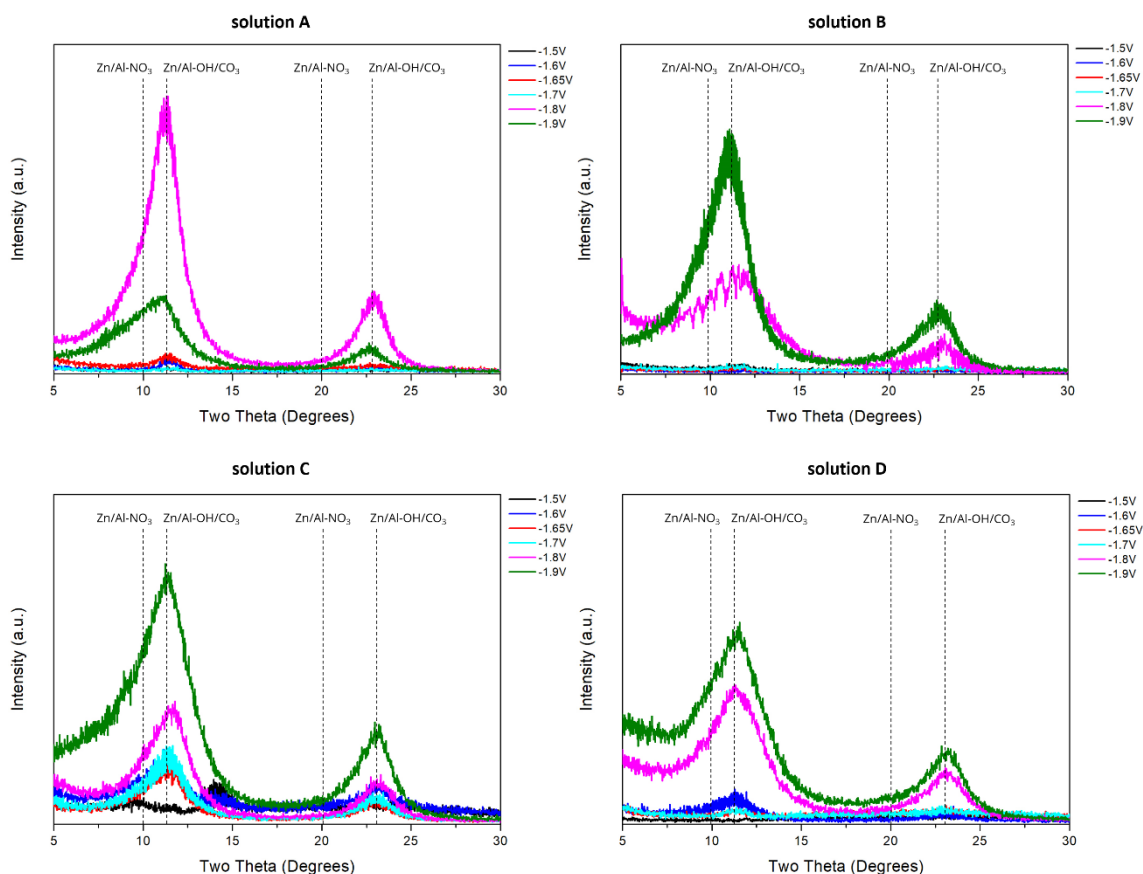 solution A
Zn/Al-NO₃ Zn/Al-OH/CO₃ Zn/Al-NO₃ Zn/Al-OH/CO₃
-1.5V
-1.6V
-1.65V
-1.7V
-1.8V
-1.9V
Intensity (a.u.)
5 10 15 20 25 30
Two Theta (Degrees)
solution B
Zn/Al-NO₃ Zn/Al-OH/CO₃ Zn/Al-NO₃ Zn/Al-OH/CO₃
-1.5V
-1.6V
-1.65V
-1.7V
-1.8V
-1.9V
Intensity (a.u.)
5 10 15 20 25 30
Two Theta (Degrees)
solution C
Zn/Al-NO₃ Zn/Al-OH/CO₃ Zn/Al-NO₃ Zn/Al-OH/CO₃
-1.5V
-1.6V
-1.65V
-1.7V
-1.8V
-1.9V
Intensity (a.u.)
5 10 15 20 25 30
Two Theta (Degrees)
solution D
Zn/Al-NO₃ Zn/Al-OH/CO₃ Zn/Al-NO₃ Zn/Al-OH/CO₃
-1.5V
-1.6V
-1.65V
-1.7V
-1.8V
-1.9V
Intensity (a.u.)
5 10 15 20 25 30
Two Theta (Degrees)